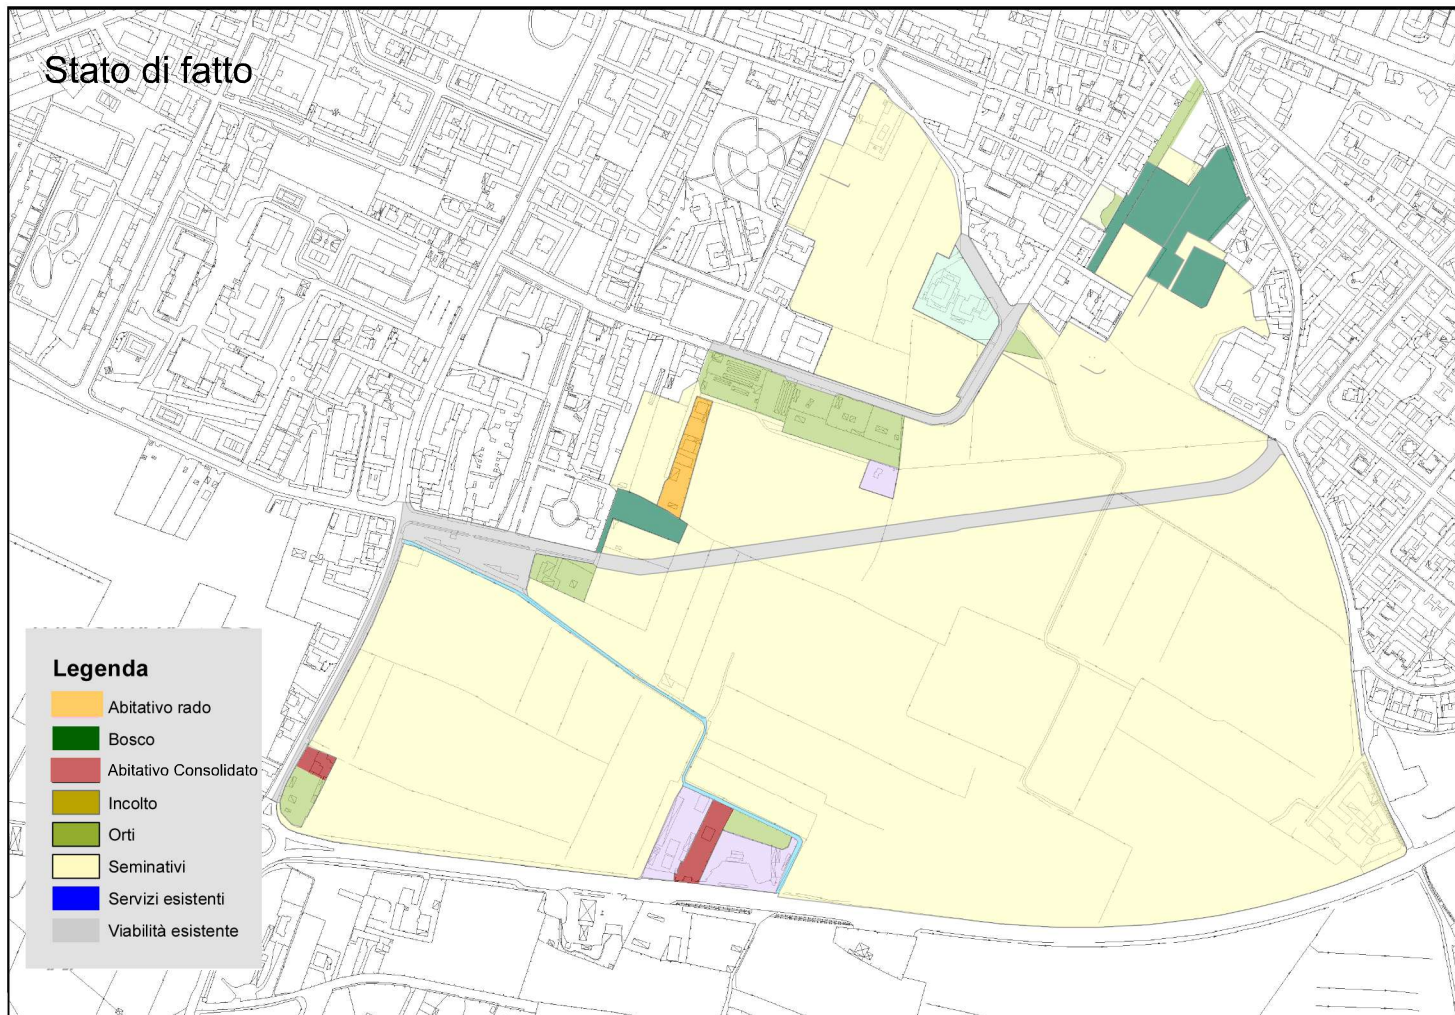 Stato di fatto
Legenda
Abitativo rado
Bosco
Abitativo Consolidato
Incolto
Orti
Seminativi
Servizi esistenti
Viabilità esistente